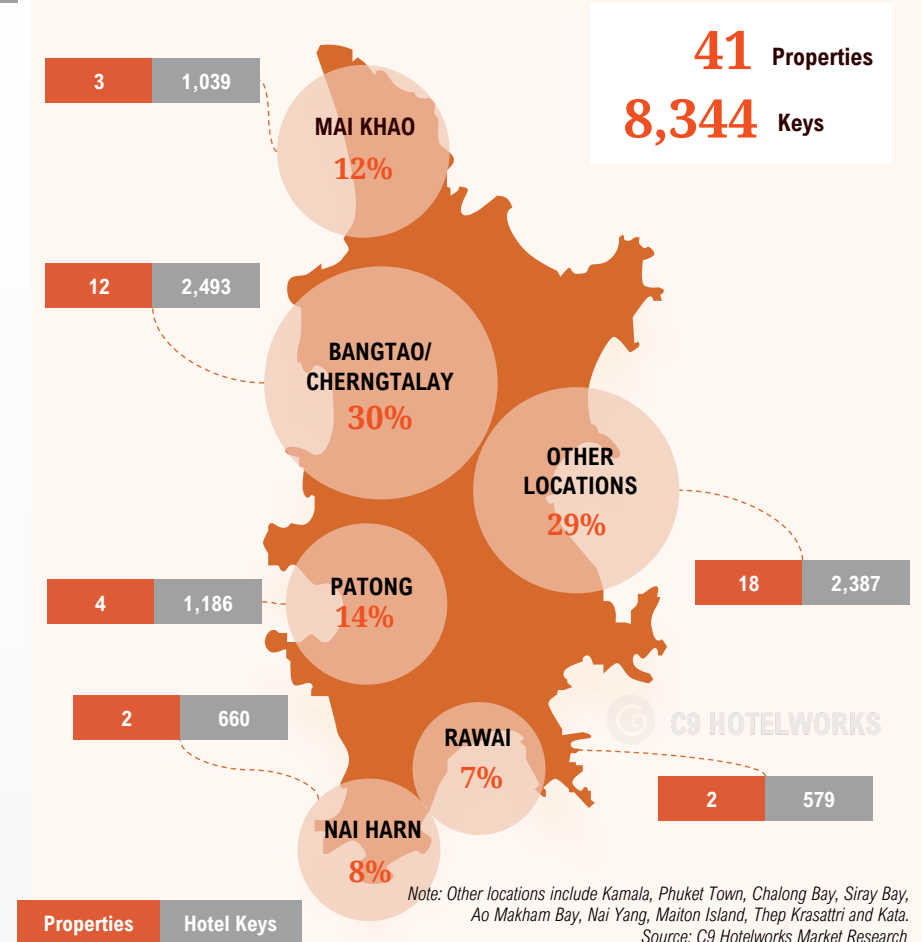 41 Properties
8,344 Keys
3 1,039
MAI KHAO
12%
12 2,493
BANGTAO/
CHERNGTALAY
30%
OTHER
LOCATIONS
29%
18 2,387
4 1,186
PATONG
14%
2 660
C9 HOTELWORKS
RAWAI
7%
2 579
NAI HARN
8%
Note: Other locations include Kamala, Phuket Town, Chalong Bay, Siray Bay,
Ao Makham Bay, Nai Yang, Maiton Island, Thep Krasattri and Kata.
Source: C9 Hotelworks Market Research
Properties Hotel Keys